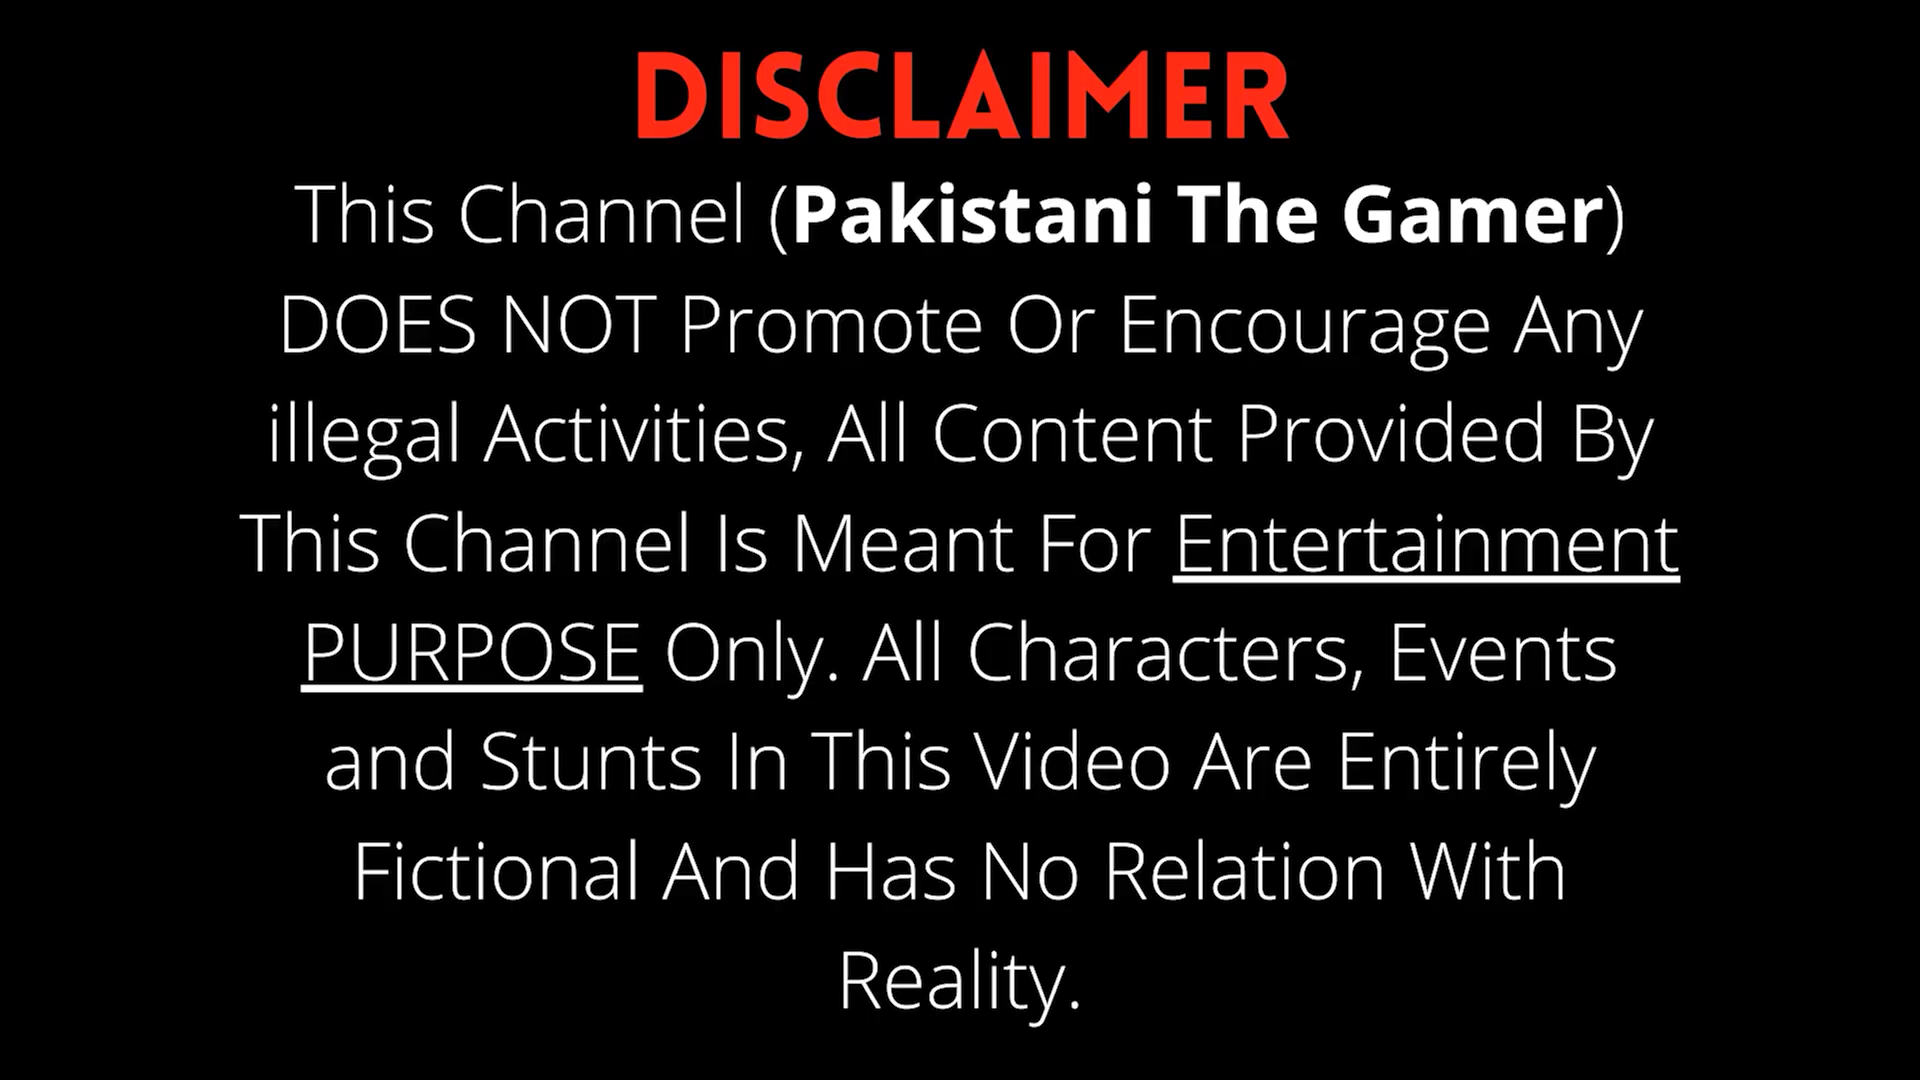 DISCLAIMER
This Channel (Pakistani The Gamer)
DOES NOT Promote Or Encourage Any
illegal Activities, All Content Provided By
This Channel Is Meant For Entertainment
PURPOSE Only. All Characters, Events
and Stunts In This Video Are Entirely
Fictional And Has No Relation With
Reality.